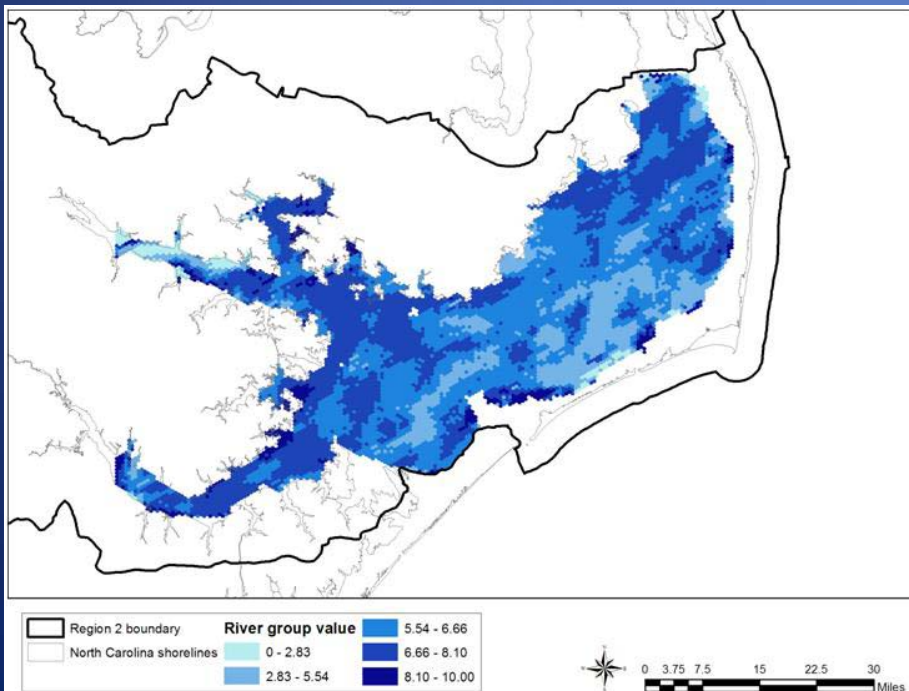 Region 2 boundary
North Carolina shorelines
River group value
0 - 2.83
2.83 - 5.54
5.54 - 6.66
6.66 - 8.10
8.10 - 10.00
0 3.75 7.5 15 22.5 30
Miles